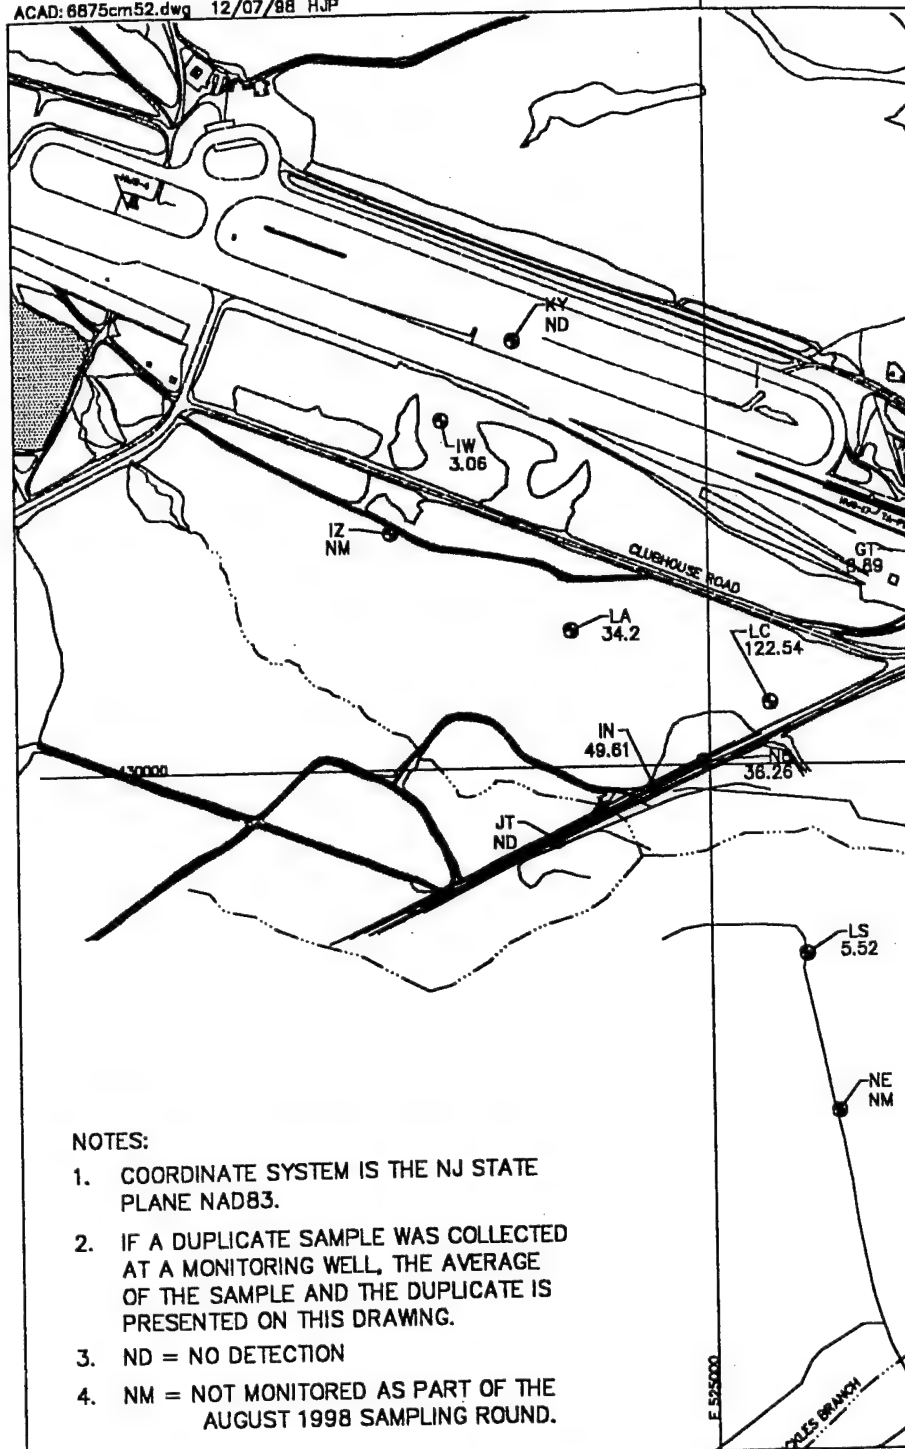 ACAD: 6875cm52.dwg 12/07/98 HJP
KY
ND
IW
3.06
IZ
NM
CLUBHOUSE ROAD
GT
LA
34.2
LC
122.54
IN
49.61
430000
36.26
JT
ND
LS
5.52
NE
NM
NOTES:
1. COORDINATE SYSTEM IS THE NJ STATE
PLANE NAD83.
2. IF A DUPLICATE SAMPLE WAS COLLECTED
AT A MONITORING WELL, THE AVERAGE
OF THE SAMPLE AND THE DUPLICATE IS
PRESENTED ON THIS DRAWING.
3. ND = NO DETECTION
4. NM = NOT MONITORED AS PART OF THE
AUGUST 1998 SAMPLING ROUND.
E 525000
BRANCH